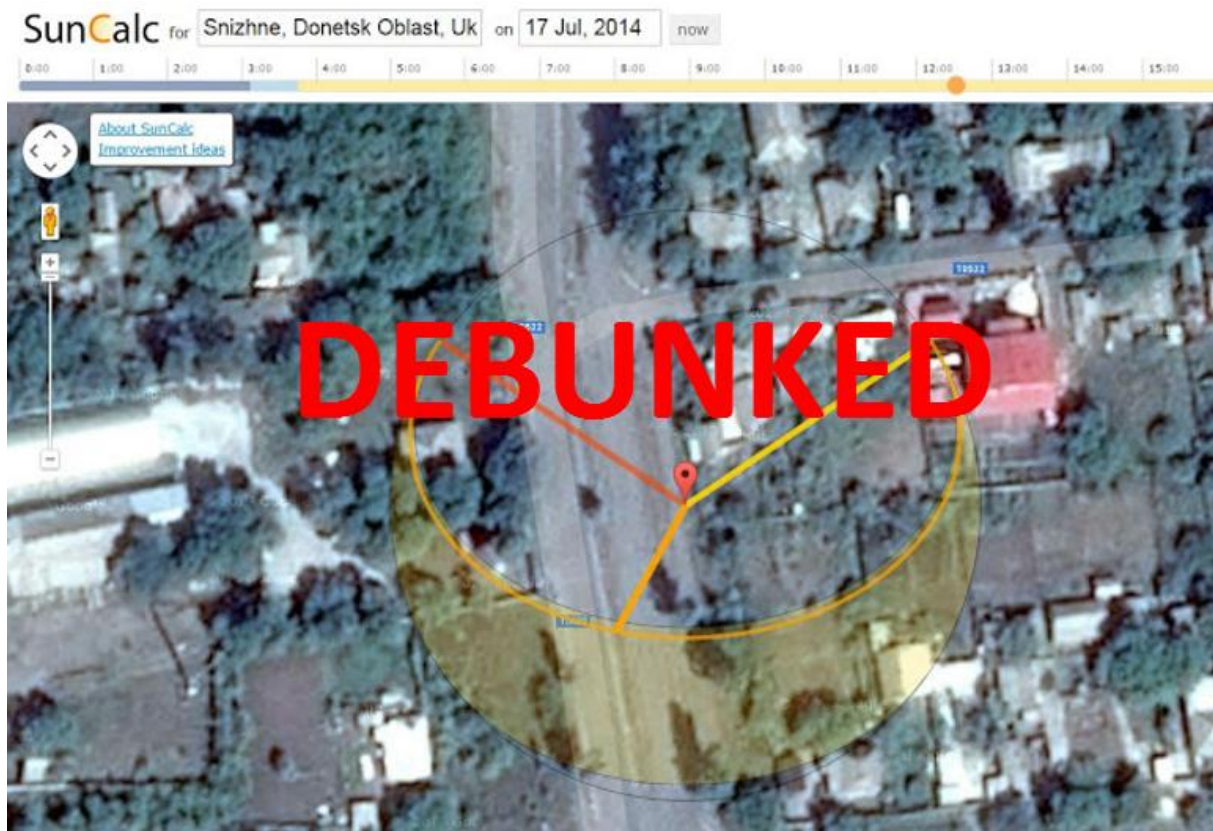 SunCalc for Snizhne, Donetsk Oblast, Uk on 17 Jul, 2014 now
0:00 1:00 2:00 3:00 4:00 5:00 6:00 7:00 8:00 9:00 10:00 11:00 12:00 13:00 14:00 15:00
About SunCalc
Improvement ideas
T0522
DEBUNKED